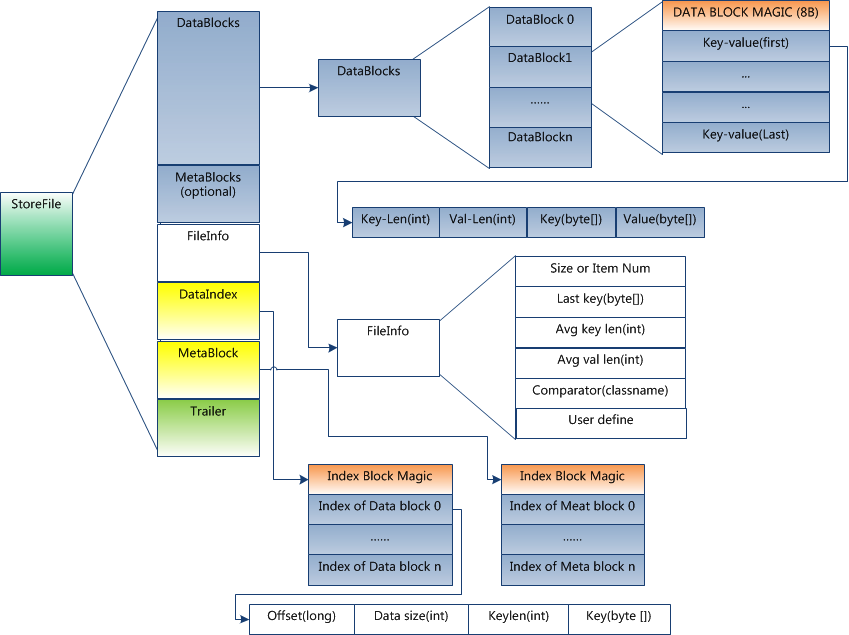 StoreFile
DataBlocks
MetaBlocks
(optional)
FileInfo
DataIndex
MetaBlock
Trailer
DataBlocks
DataBlock 0
DataBlock1
......
DataBlockn
DATA BLOCK MAGIC (8B)
Key-value(first)
...
...
Key-value(Last)
Key-Len(int)
Val-Len(int)
Key(byte[])
Value(byte[])
FileInfo
Size or Item Num
Last key(byte[])
Avg key len(int)
Avg val len(int)
Comparator(classname)
User define
Index Block Magic
Index of Data block 0
......
Index of Data block n
Index Block Magic
Index of Meat block 0
......
Index of Meta block n
Offset(long)
Data size(int)
Keylen(int)
Key(byte [])